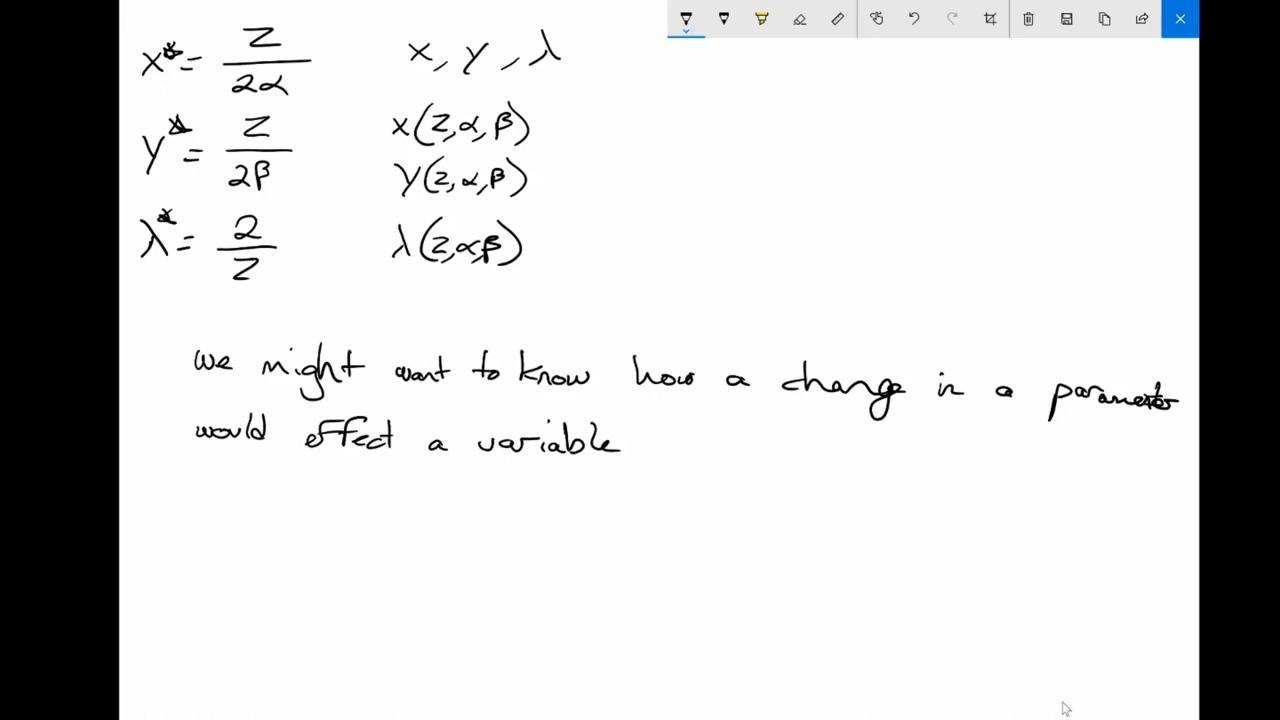 x* = z / 2α
x, y, λ
y* = z / 2β
x(z,α,β)
y(z,α,β)
λ* = 2 / z
λ(z,α,β)
we might want to know how a change in a parameter
would effect a variable